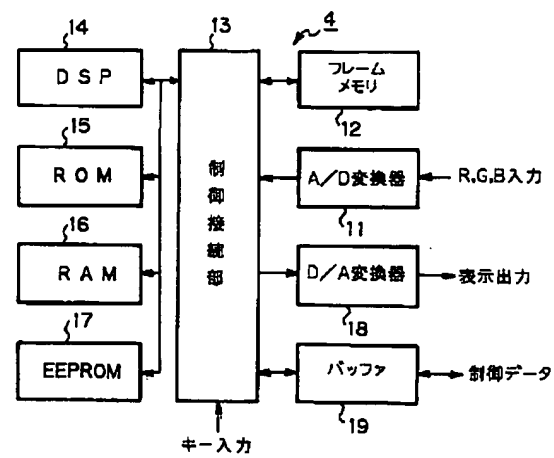 14
DSP
15
ROM
16
RAM
17
EEPROM
13
制御接続部
キー入力
4
フレーム
メモリ
12
A/D変換器
R,G,B入力
11
D/A変換器
表示出力
18
バッファ
制御データ
19